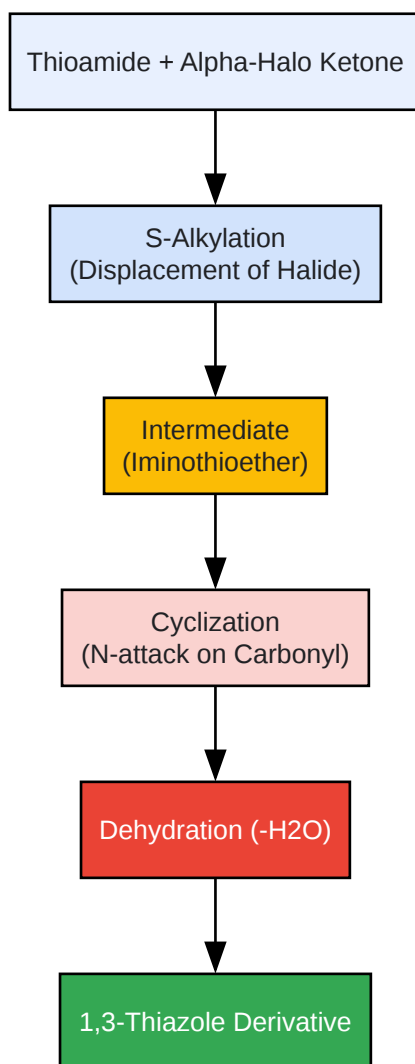 Thioamide + Alpha-Halo Ketone
S-Alkylation
(Displacement of Halide)
Intermediate
(Iminothioether)
Cyclization
(N-attack on Carbonyl)
Dehydration (-H2O)
1,3-Thiazole Derivative